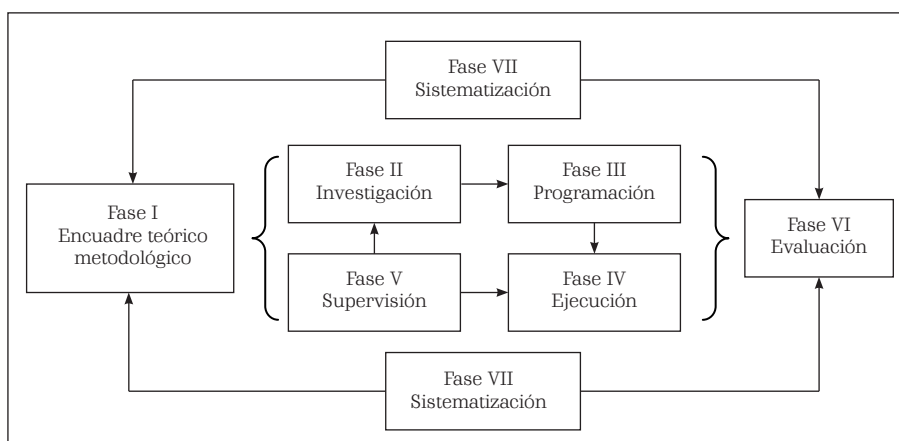 Fase VII
Sistematización
Fase II
Investigación
Fase III
Programación
Fase I
Encuadre teórico
metodológico
Fase VI
Evaluación
Fase V
Supervisión
Fase IV
Ejecución
Fase VII
Sistematización